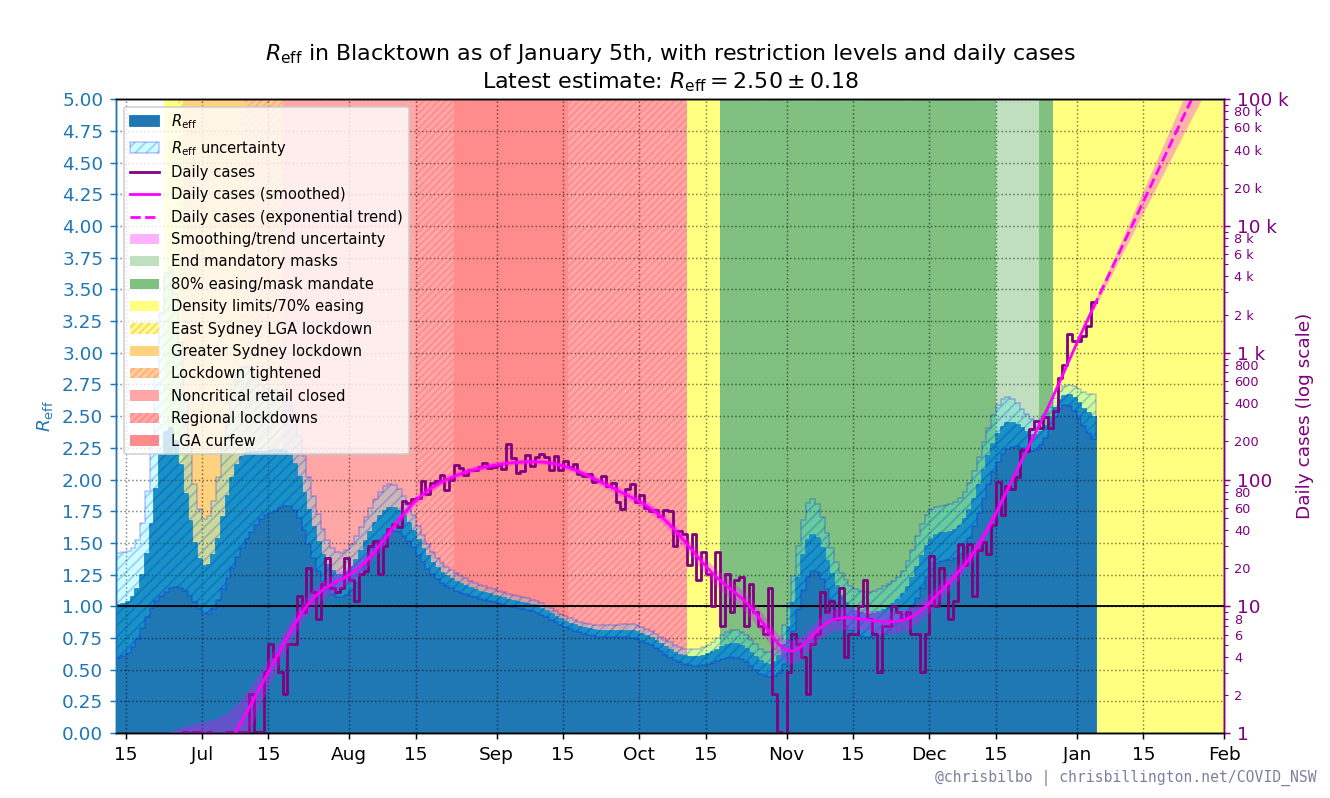 Reff in Blacktown as of January 5th, with restriction levels and daily cases
Latest estimate: Reff = 2.50 ± 0.18
5.00
4.75
4.50
4.25
4.00
3.75
3.50
3.25
3.00
2.75
2.50
2.25
2.00
1.75
1.50
1.25
1.00
0.75
0.50
0.25
0.00
Reff
Reff
Reff uncertainty
Daily cases
Daily cases (smoothed)
Daily cases (exponential trend)
Smoothing/trend uncertainty
End mandatory masks
80% easing/mask mandate
Density limits/70% easing
East Sydney LGA lockdown
Greater Sydney lockdown
Lockdown tightened
Noncritical retail closed
Regional lockdowns
LGA curfew
100 k
80 k
60 k
40 k
20 k
10 k
8 k
6 k
4 k
2 k
1 k
800
600
400
200
100
80
60
40
20
10
8
6
4
2
1
Daily cases (log scale)
15 Jul 15 Aug 15 Sep 15 Oct 15 Nov 15 Dec 15 Jan 15 Feb
@chrisbilbo | chrisbillington.net/COVID_NSW